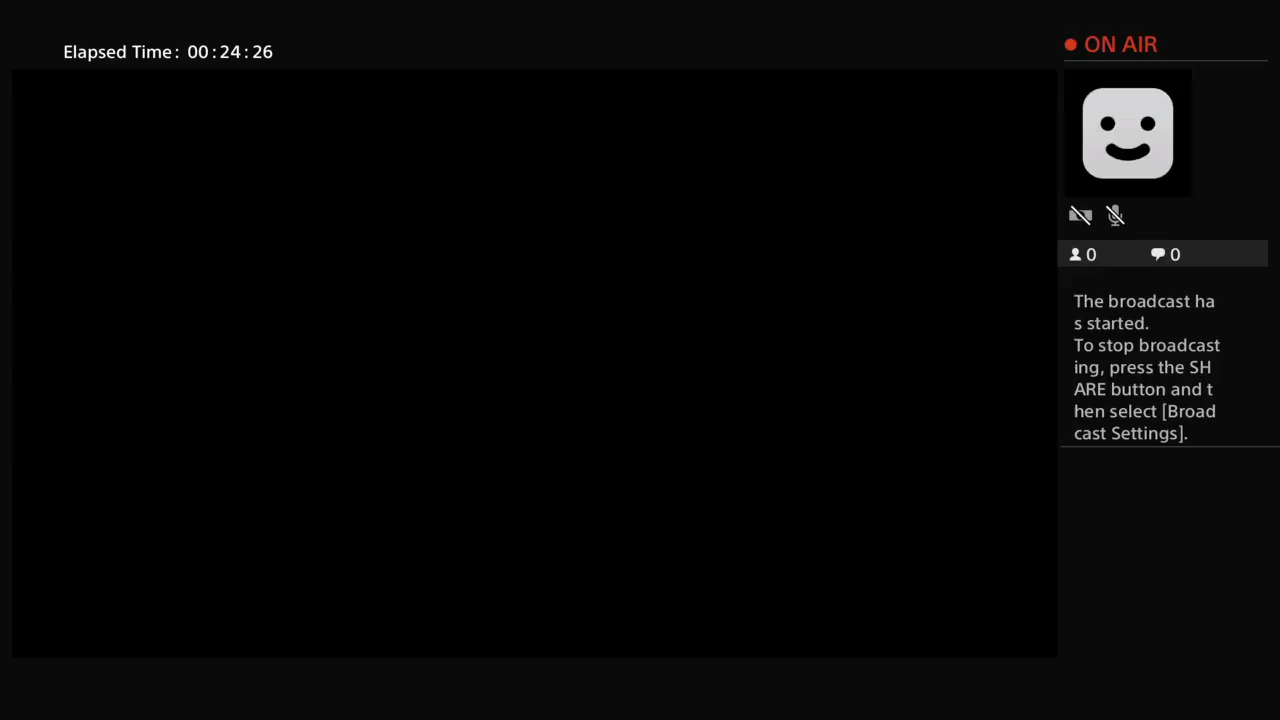 Elapsed Time: 00:24:26
ON AIR
0
0
The broadcast ha
s started.
To stop broadcast
ing, press the SH
ARE button and t
hen select [Broad
cast Settings].